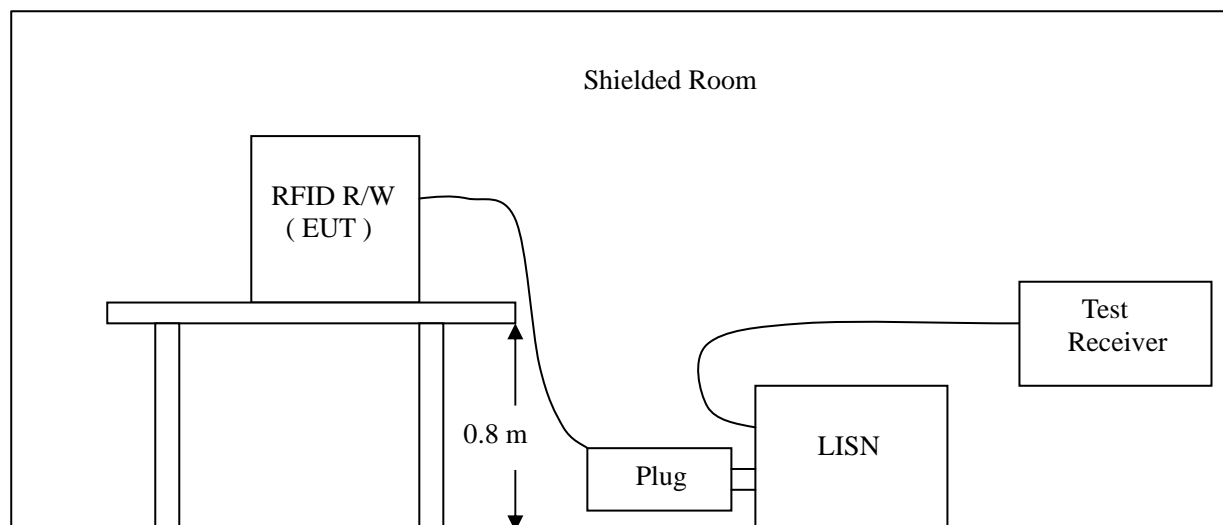 Shielded Room
RFID R/W
( EUT )
Test
Receiver
0.8 m
LISN
Plug